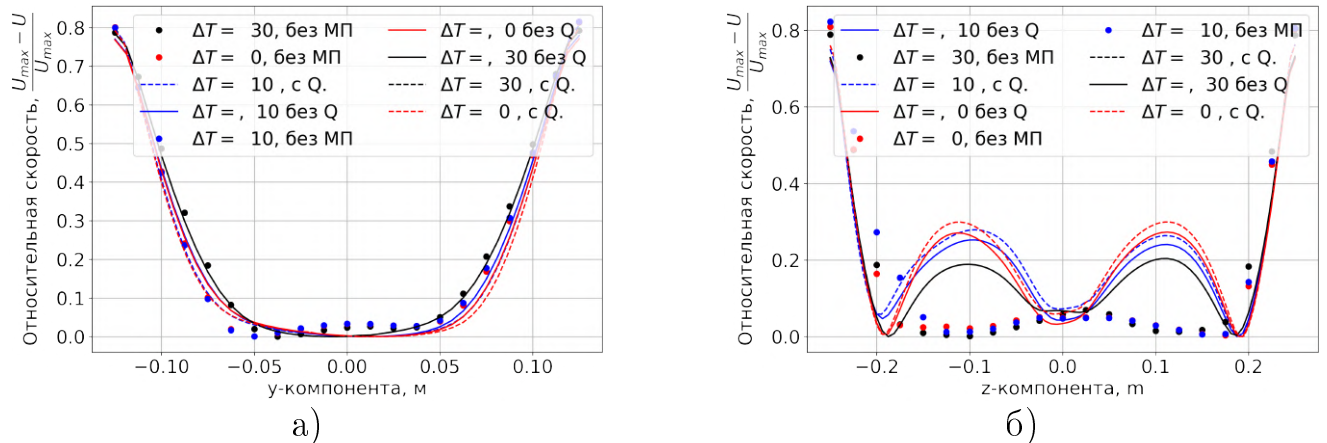 Относительная скорость, U_max − U / U_max
0.8
0.7
0.6
0.5
0.4
0.3
0.2
0.1
0.0
ΔT = 30, без МП
ΔT = 0, без МП
ΔT = 10 , с Q.
ΔT = , 10 без Q
ΔT = 10, без МП
ΔT = , 0 без Q
ΔT = , 30 без Q
ΔT = 30 , с Q.
ΔT = 0 , с Q.
−0.10 −0.05 0.00 0.05 0.10
y-компонента, м
а)
Относительная скорость, U_max − U / U_max
0.8
0.6
0.4
0.2
0.0
ΔT = , 10 без Q
ΔT = 30, без МП
ΔT = 10 , с Q.
ΔT = , 0 без Q
ΔT = 0, без МП
ΔT = 10, без МП
ΔT = 30 , с Q.
ΔT = , 30 без Q
ΔT = 0 , с Q.
−0.2 −0.1 0.0 0.1 0.2
z-компонента, m
б)